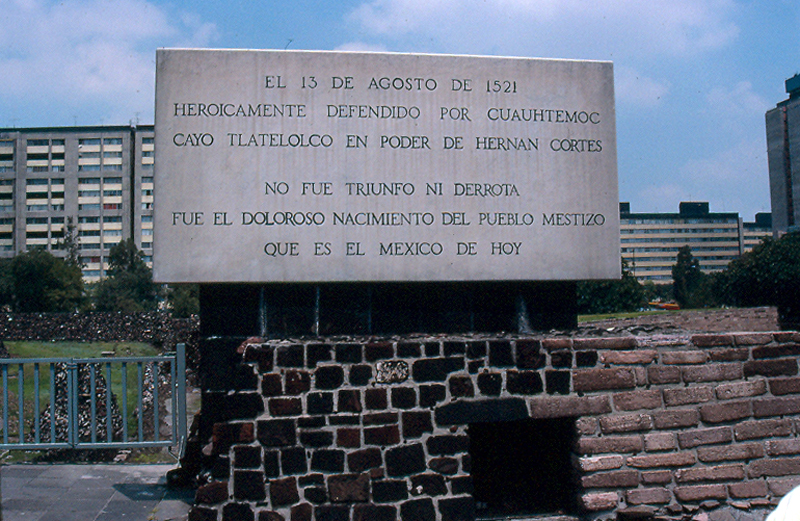 EL 13 DE AGOSTO DE 1521
HEROICAMENTE DEFENDIDO POR CUAUHTEMOC
CAYO TLATELOLCO EN PODER DE HERNAN CORTES
NO FUE TRIUNFO NI DERROTA
FUE EL DOLOROSO NACIMIENTO DEL PUEBLO MESTIZO
QUE ES EL MEXICO DE HOY